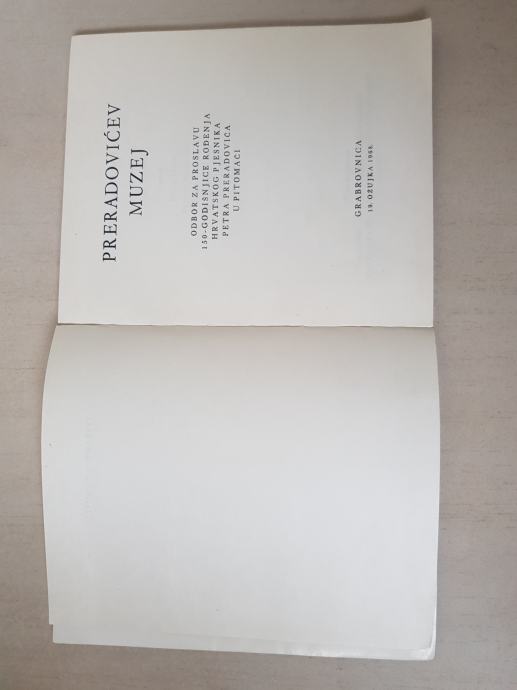 PRERADOVIĆEV
MUZEJ
ODBOR ZA PROSLAVU
150-GODIŠNJICE ROĐENJA
HRVATSKOG PJESNIKA
PETRA PRERADOVIĆA
U PITOMACI
GRABROVNICA
19. OŽUJKA 1968.